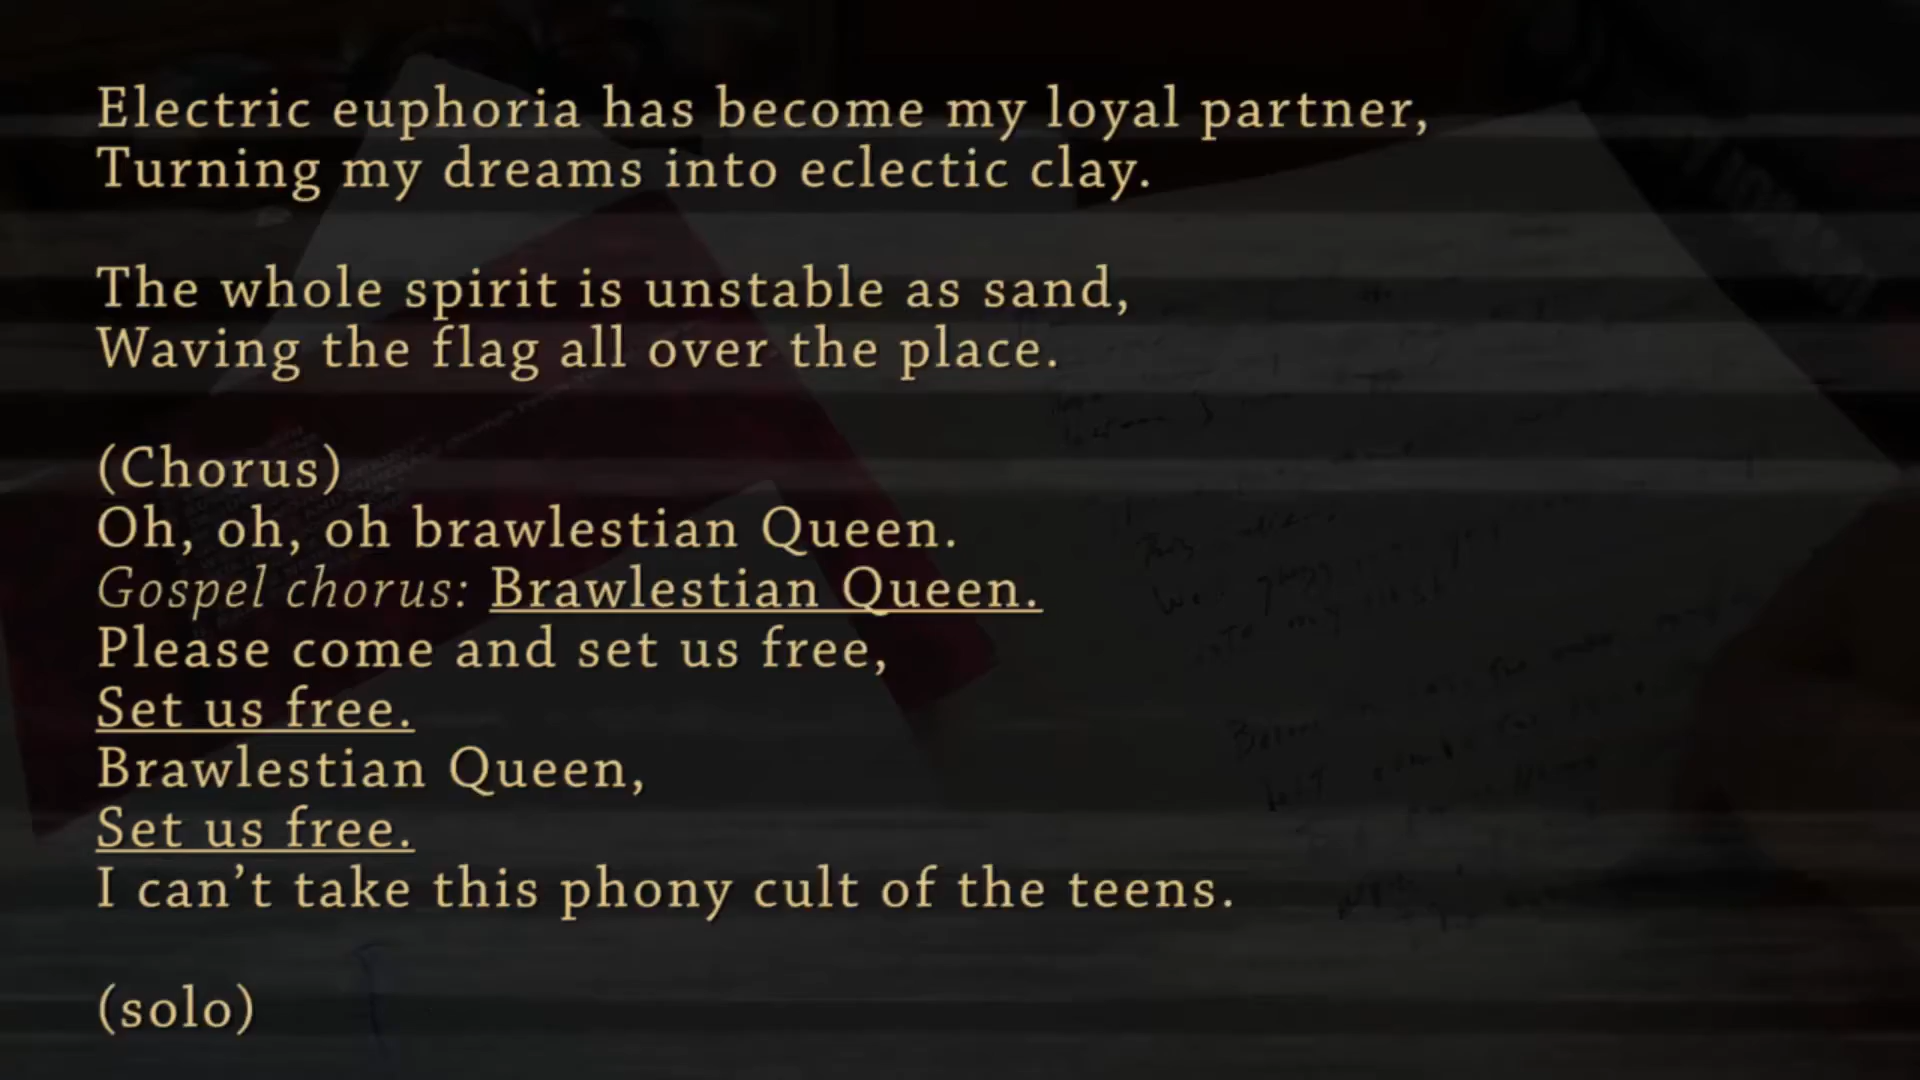 Electric euphoria has become my loyal partner,
Turning my dreams into eclectic clay.
The whole spirit is unstable as sand,
Waving the flag all over the place.
(Chorus)
Oh, oh, oh brawlestian Queen.
Gospel chorus: Brawlestian Queen.
Please come and set us free,
Set us free.
Brawlestian Queen,
Set us free.
I can’t take this phony cult of the teens.
(solo)